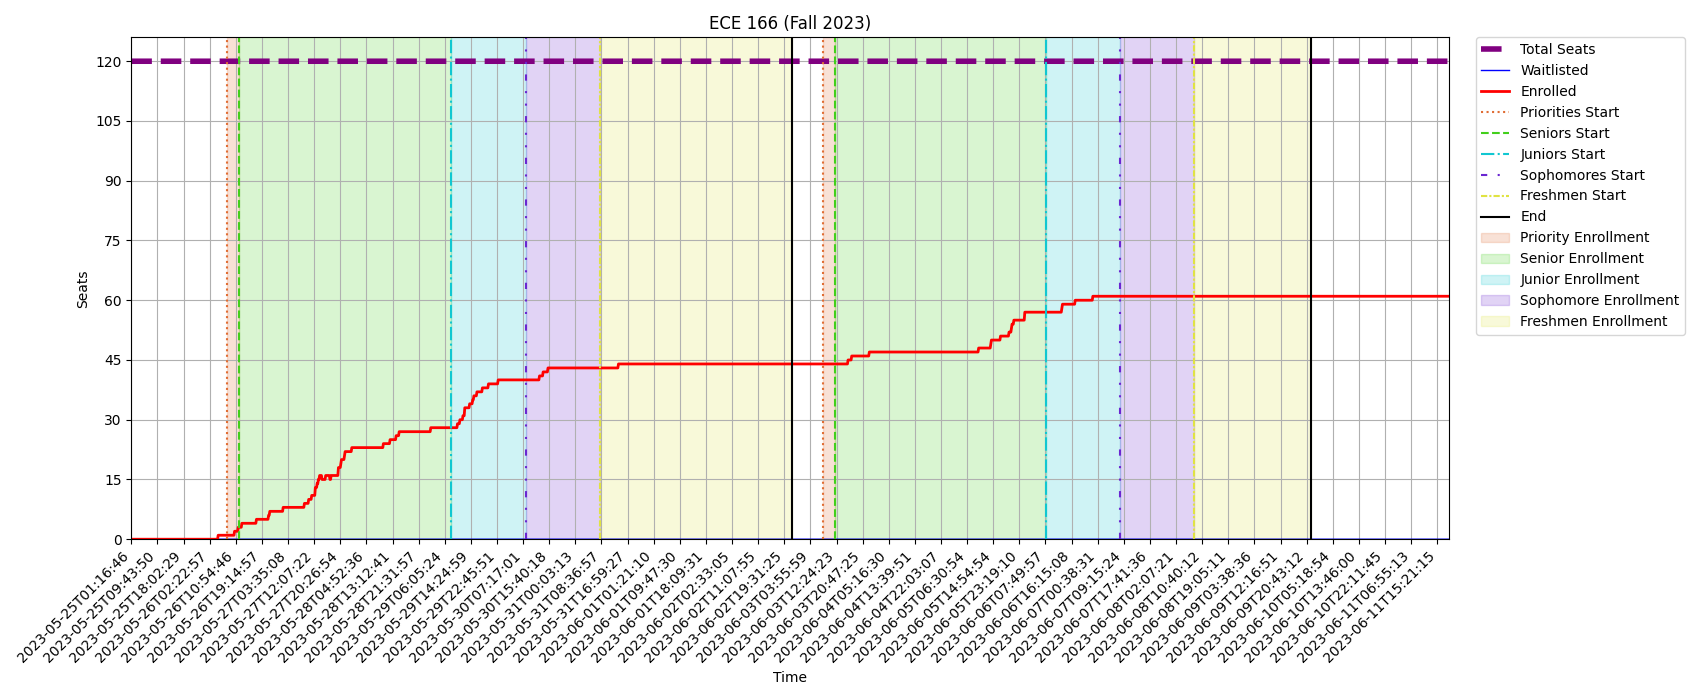 ECE 166 (Fall 2023)
Total Seats
Waitlisted
Enrolled
Priorities Start
Seniors Start
Juniors Start
Sophomores Start
Freshmen Start
End
Priority Enrollment
Senior Enrollment
Junior Enrollment
Sophomore Enrollment
Freshmen Enrollment
Seats
120
105
90
75
60
45
30
15
0
2023-05-25T01:16:46
2023-05-25T09:43:50
2023-05-25T18:02:29
2023-05-26T02:22:57
2023-05-26T10:54:46
2023-05-26T19:14:57
2023-05-27T03:35:08
2023-05-27T12:07:22
2023-05-27T20:26:54
2023-05-28T04:52:36
2023-05-28T13:12:41
2023-05-28T21:31:57
2023-05-29T06:05:24
2023-05-29T14:24:59
2023-05-29T22:45:51
2023-05-30T07:17:01
2023-05-30T15:40:18
2023-05-31T00:03:13
2023-05-31T08:36:57
2023-05-31T16:59:27
2023-06-01T01:21:10
2023-06-01T09:47:30
2023-06-01T18:09:31
2023-06-02T02:33:05
2023-06-02T11:07:55
2023-06-02T19:31:25
2023-06-03T03:55:59
2023-06-03T12:24:23
2023-06-03T20:47:25
2023-06-04T05:16:30
2023-06-04T13:39:51
2023-06-04T22:03:07
2023-06-05T06:30:54
2023-06-05T14:54:54
2023-06-05T23:19:10
2023-06-06T07:49:57
2023-06-06T16:15:08
2023-06-07T00:38:31
2023-06-07T09:15:24
2023-06-07T17:41:36
2023-06-08T02:07:21
2023-06-08T10:40:12
2023-06-08T19:05:11
2023-06-09T03:38:36
2023-06-09T12:16:51
2023-06-09T20:43:12
2023-06-10T05:18:54
2023-06-10T13:46:00
2023-06-10T22:11:45
2023-06-11T06:55:13
2023-06-11T15:21:15
Time